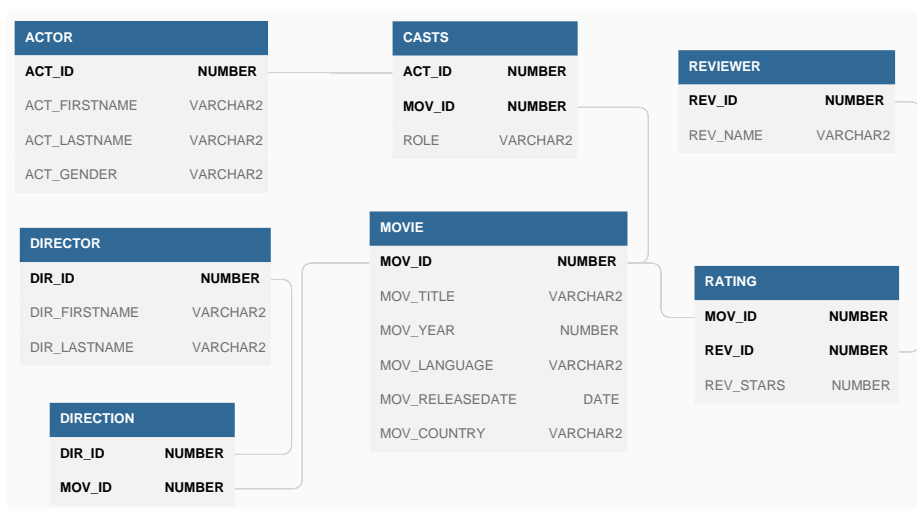 ACTOR
ACT_ID NUMBER
ACT_FIRSTNAME VARCHAR2
ACT_LASTNAME VARCHAR2
ACT_GENDER VARCHAR2
CASTS
ACT_ID NUMBER
MOV_ID NUMBER
ROLE VARCHAR2
REVIEWER
REV_ID NUMBER
REV_NAME VARCHAR2
DIRECTOR
DIR_ID NUMBER
DIR_FIRSTNAME VARCHAR2
DIR_LASTNAME VARCHAR2
MOVIE
MOV_ID NUMBER
MOV_TITLE VARCHAR2
MOV_YEAR NUMBER
MOV_LANGUAGE VARCHAR2
MOV_RELEASEDATE DATE
MOV_COUNTRY VARCHAR2
RATING
MOV_ID NUMBER
REV_ID NUMBER
REV_STARS NUMBER
DIRECTION
DIR_ID NUMBER
MOV_ID NUMBER